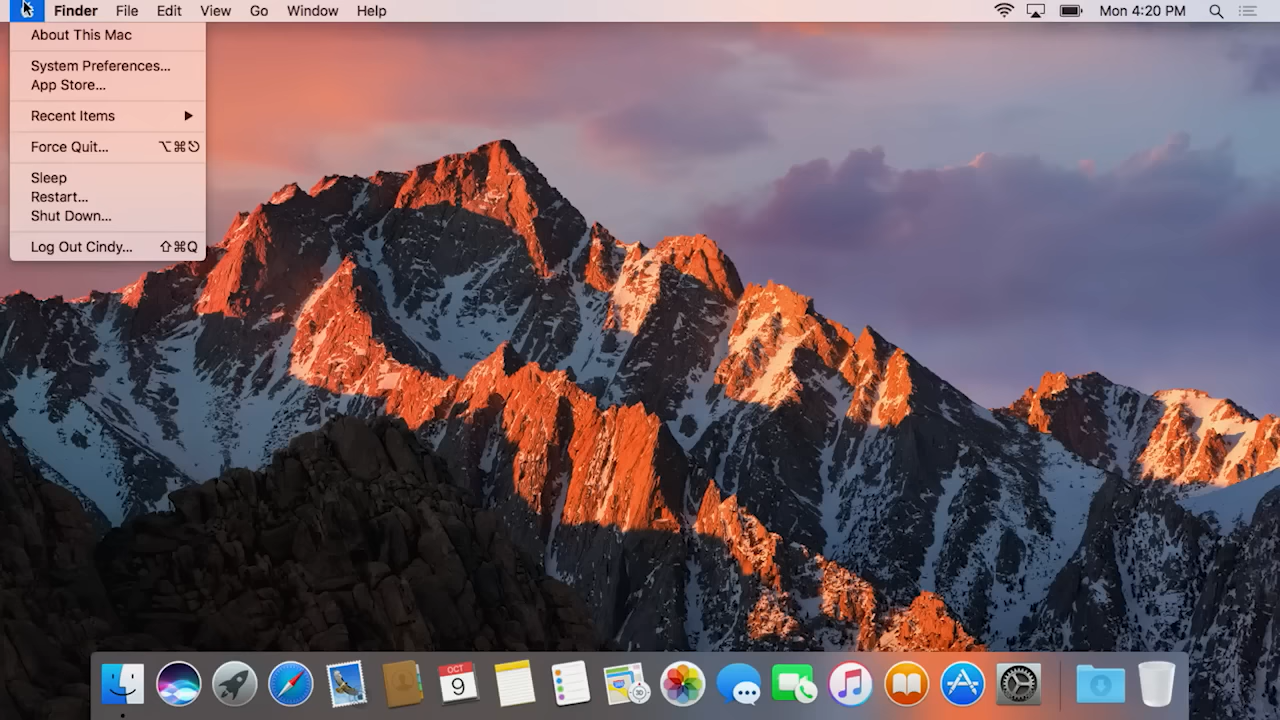 Finder File Edit View Go Window Help Mon 4:20 PM
About This Mac
System Preferences...
App Store...
Recent Items ▶
Force Quit... ⌥⌘⎋
Sleep
Restart...
Shut Down...
Log Out Cindy... ⇧⌘Q
OCT
9
3D